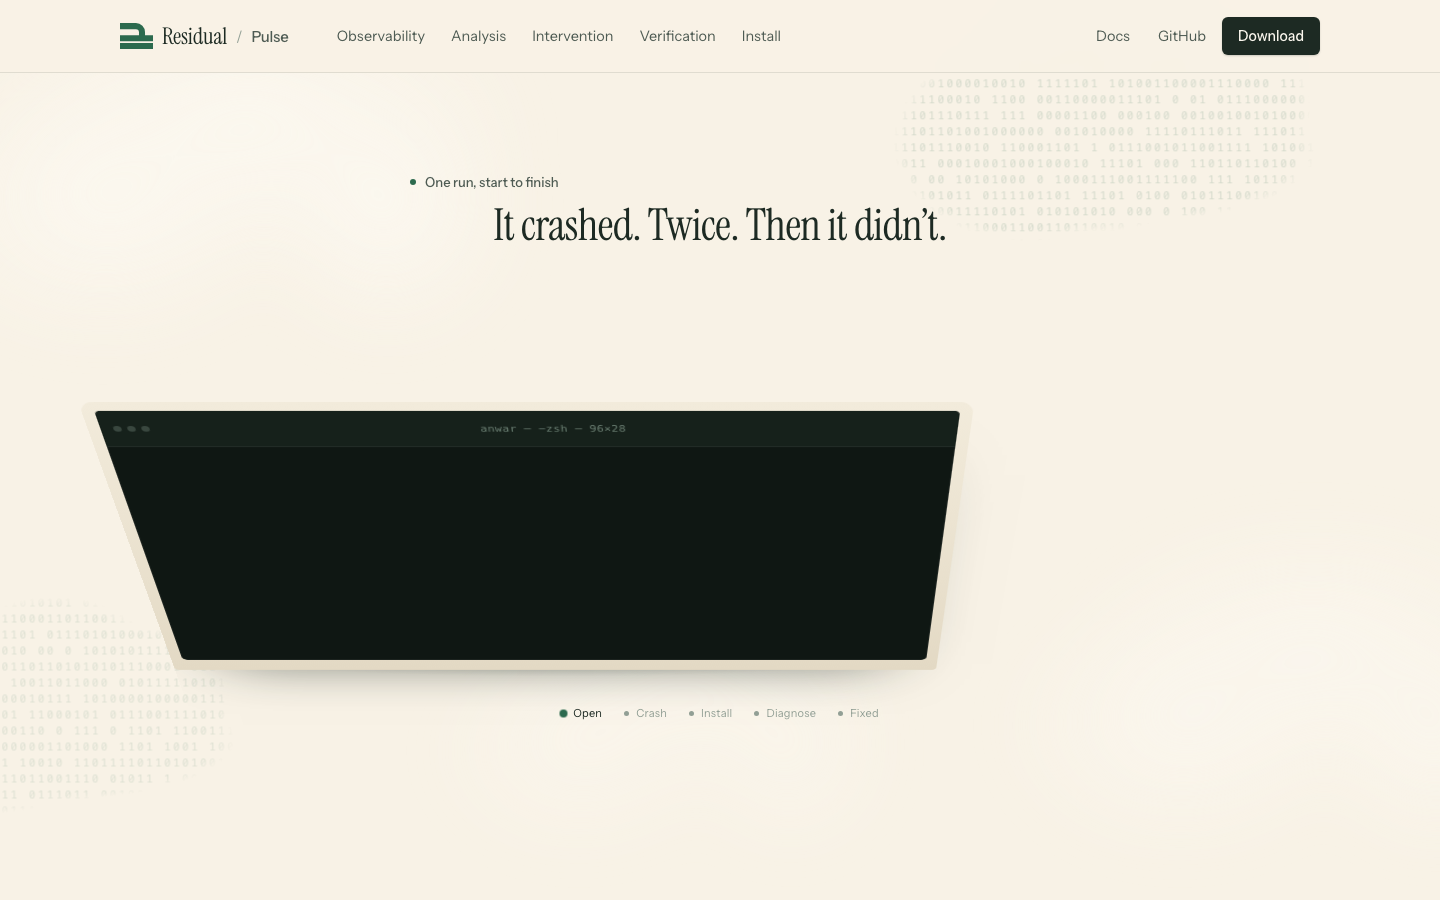 Residual / Pulse Observability Analysis Intervention Verification Install Docs GitHub Download
One run, start to finish
It crashed. Twice. Then it didn’t.
anwar — −zsh — 96×28
Open Crash Install Diagnose Fixed